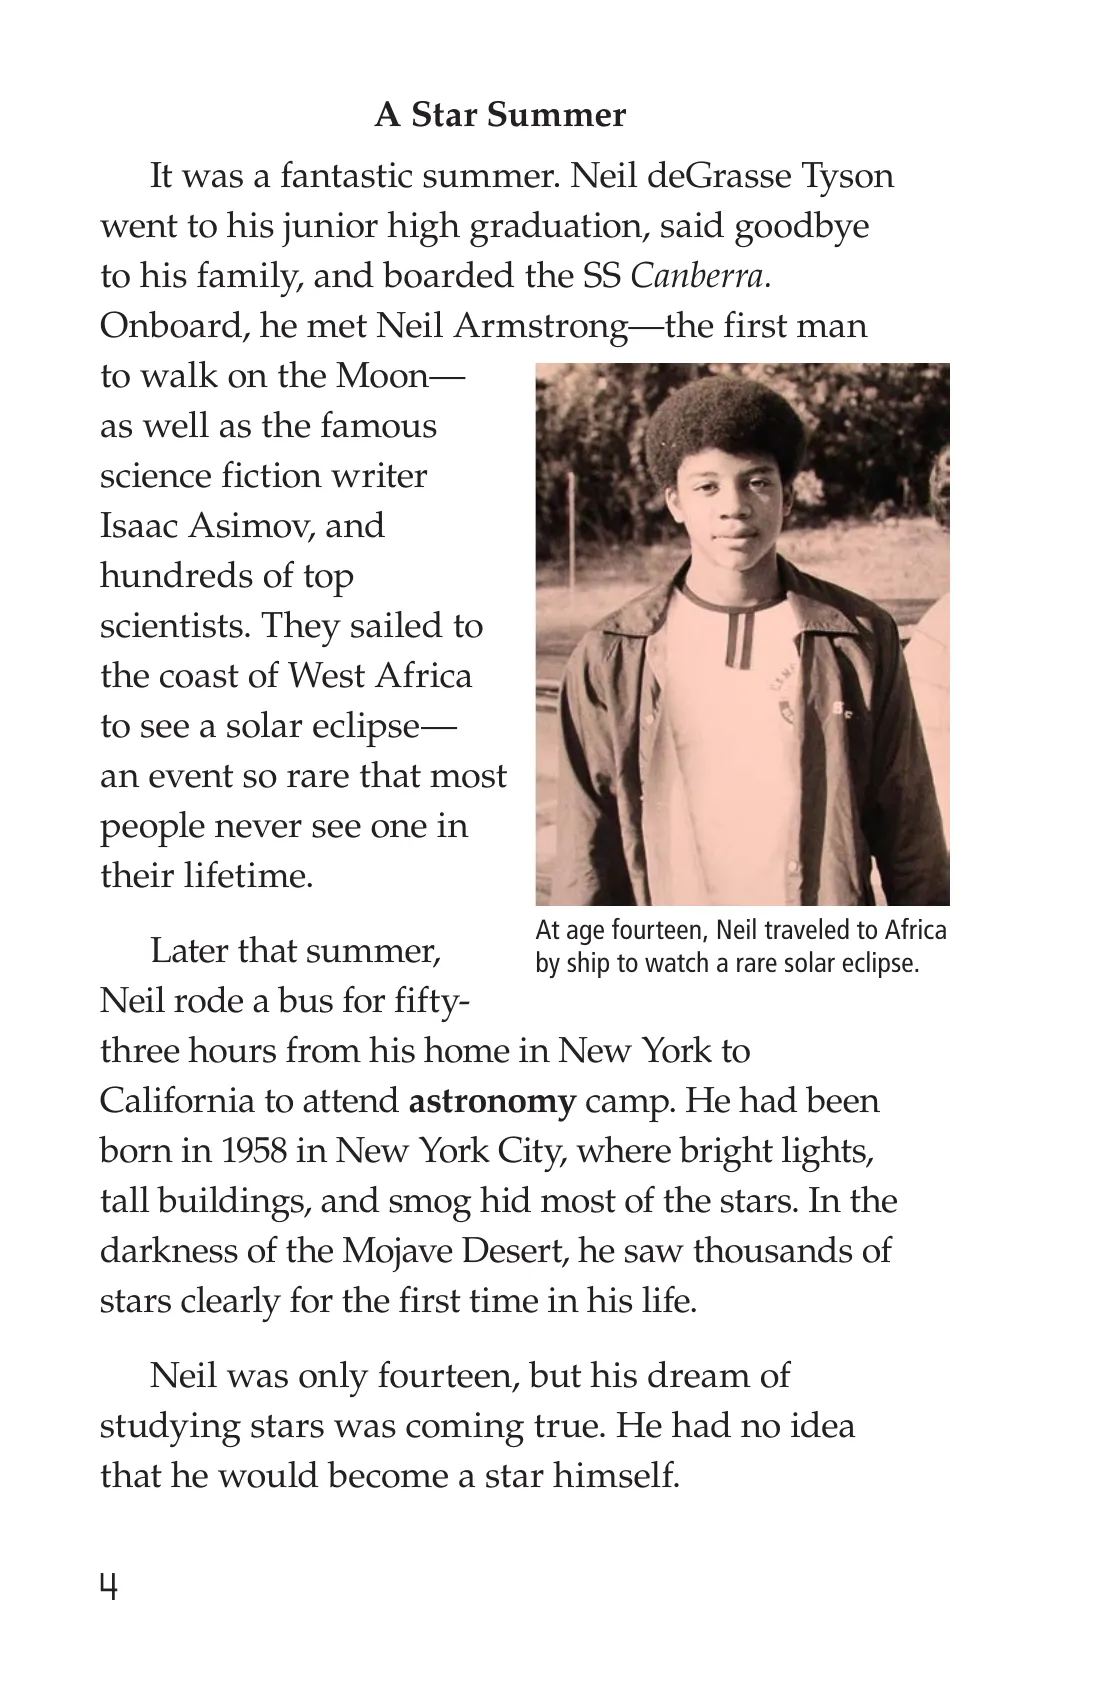 A Star Summer
It was a fantastic summer. Neil deGrasse Tyson
went to his junior high graduation, said goodbye
to his family, and boarded the SS Canberra.
Onboard, he met Neil Armstrong—the first man
to walk on the Moon—
as well as the famous
science fiction writer
Isaac Asimov, and
hundreds of top
scientists. They sailed to
the coast of West Africa
to see a solar eclipse—
an event so rare that most
people never see one in
their lifetime.
At age fourteen, Neil traveled to Africa
by ship to watch a rare solar eclipse.
Later that summer,
Neil rode a bus for fifty-
three hours from his home in New York to
California to attend astronomy camp. He had been
born in 1958 in New York City, where bright lights,
tall buildings, and smog hid most of the stars. In the
darkness of the Mojave Desert, he saw thousands of
stars clearly for the first time in his life.
Neil was only fourteen, but his dream of
studying stars was coming true. He had no idea
that he would become a star himself.
4